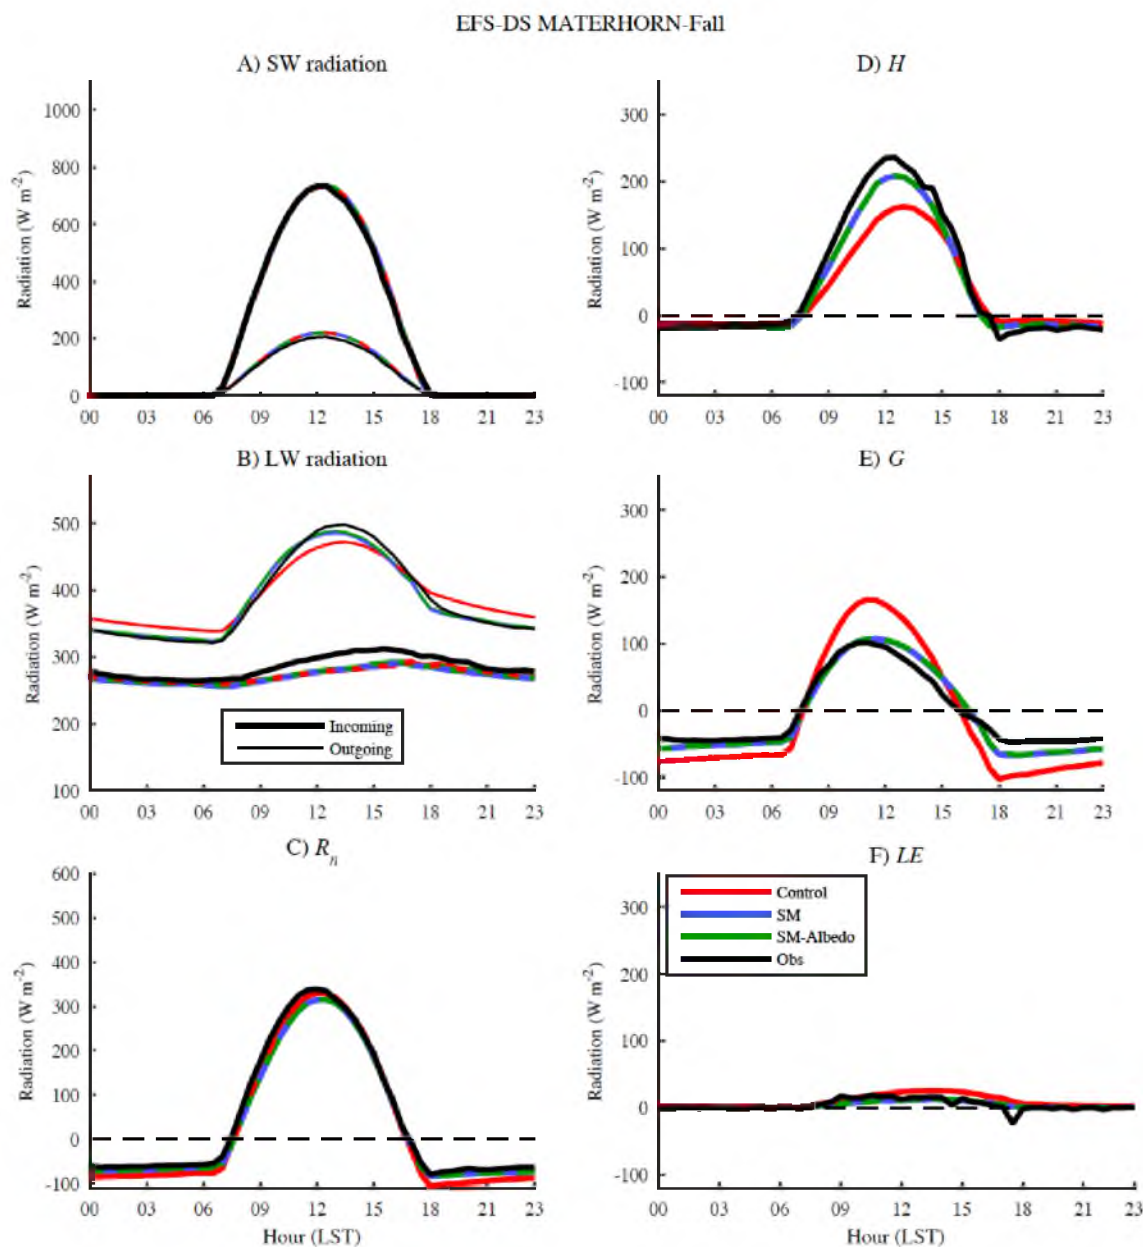 EFS-DS MATERHORN-Fall
A) SW radiation
Radiation (W m-2)
1000
800
600
400
200
0
00 03 06 09 12 15 18 21 23
B) LW radiation
Radiation (W m-2)
500
400
300
200
100
Incoming
Outgoing
00 03 06 09 12 15 18 21 23
C) Rn
Radiation (W m-2)
600
500
400
300
200
100
0
-100
00 03 06 09 12 15 18 21 23
Hour (LST)
D) H
Radiation (W m-2)
300
200
100
0
-100
00 03 06 09 12 15 18 21 23
E) G
Radiation (W m-2)
300
200
100
0
-100
00 03 06 09 12 15 18 21 23
F) LE
Radiation (W m-2)
300
200
100
0
-100
Control
SM
SM-Albedo
Obs
00 03 06 09 12 15 18 21 23
Hour (LST)